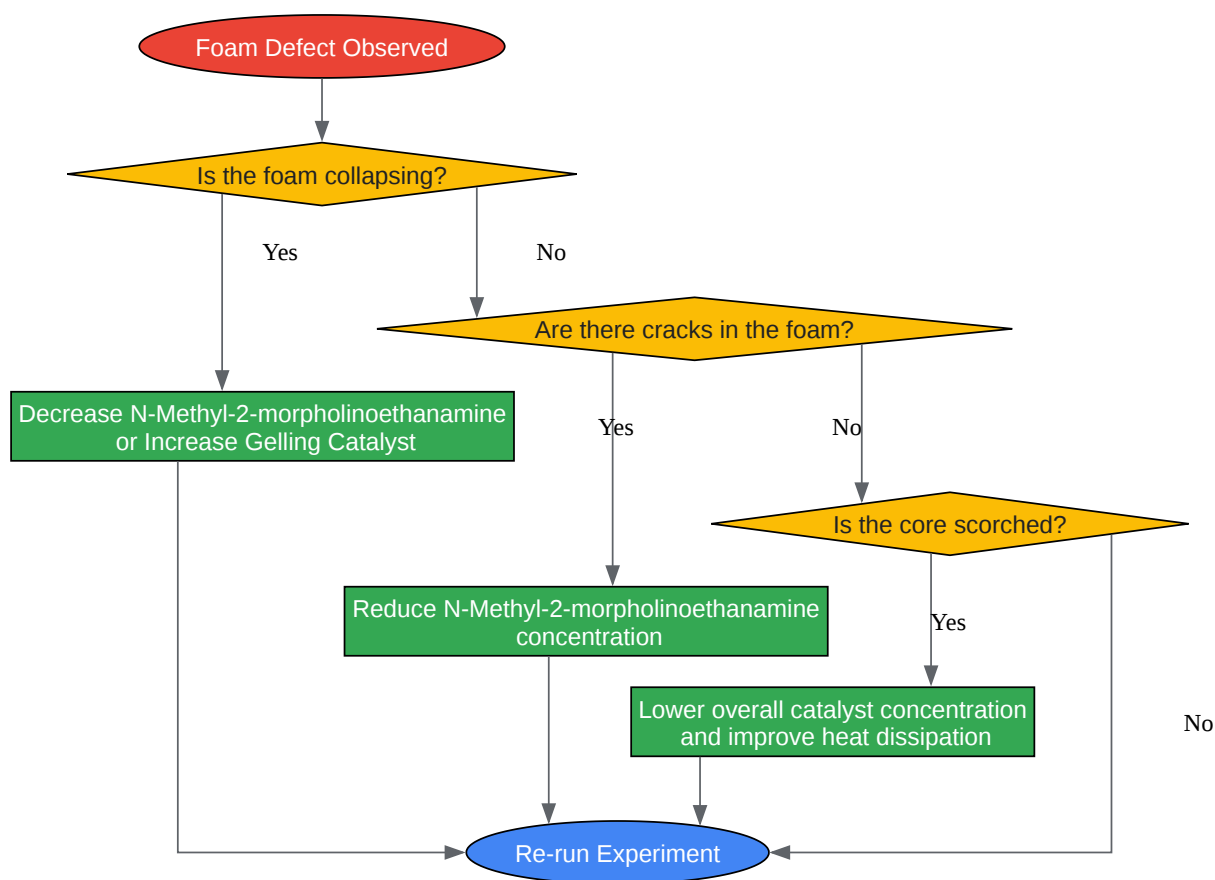 Foam Defect Observed
Is the foam collapsing?
Yes
No
Are there cracks in the foam?
Decrease N-Methyl-2-morpholinoethanamine
or Increase Gelling Catalyst
Yes
No
Is the core scorched?
Reduce N-Methyl-2-morpholinoethanamine
concentration
Yes
Lower overall catalyst concentration
and improve heat dissipation
No
Re-run Experiment